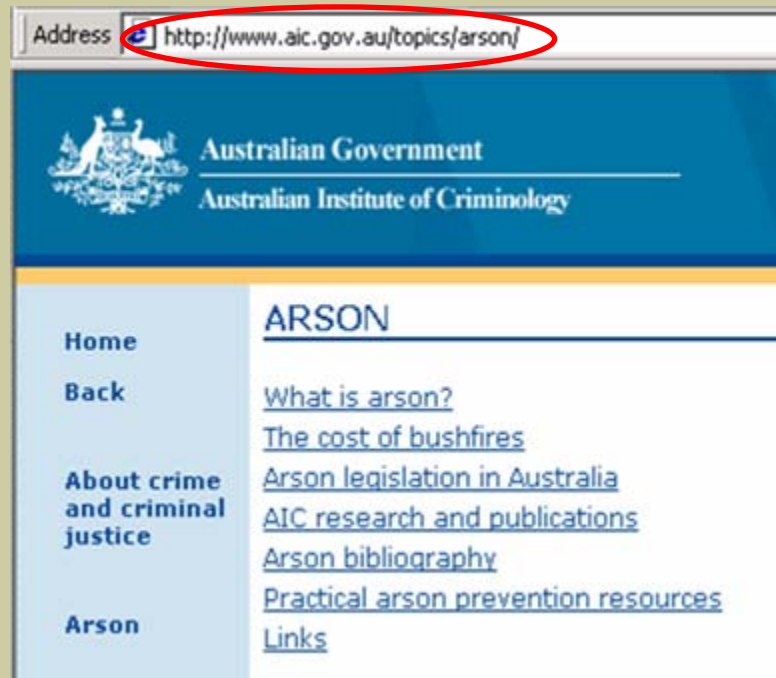 Address http://www.aic.gov.au/topics/arson/
Australian Government
Australian Institute of Criminology
ARSON
Home
Back
About crime
and criminal
justice
Arson
What is arson?
The cost of bushfires
Arson legislation in Australia
AIC research and publications
Arson bibliography
Practical arson prevention resources
Links